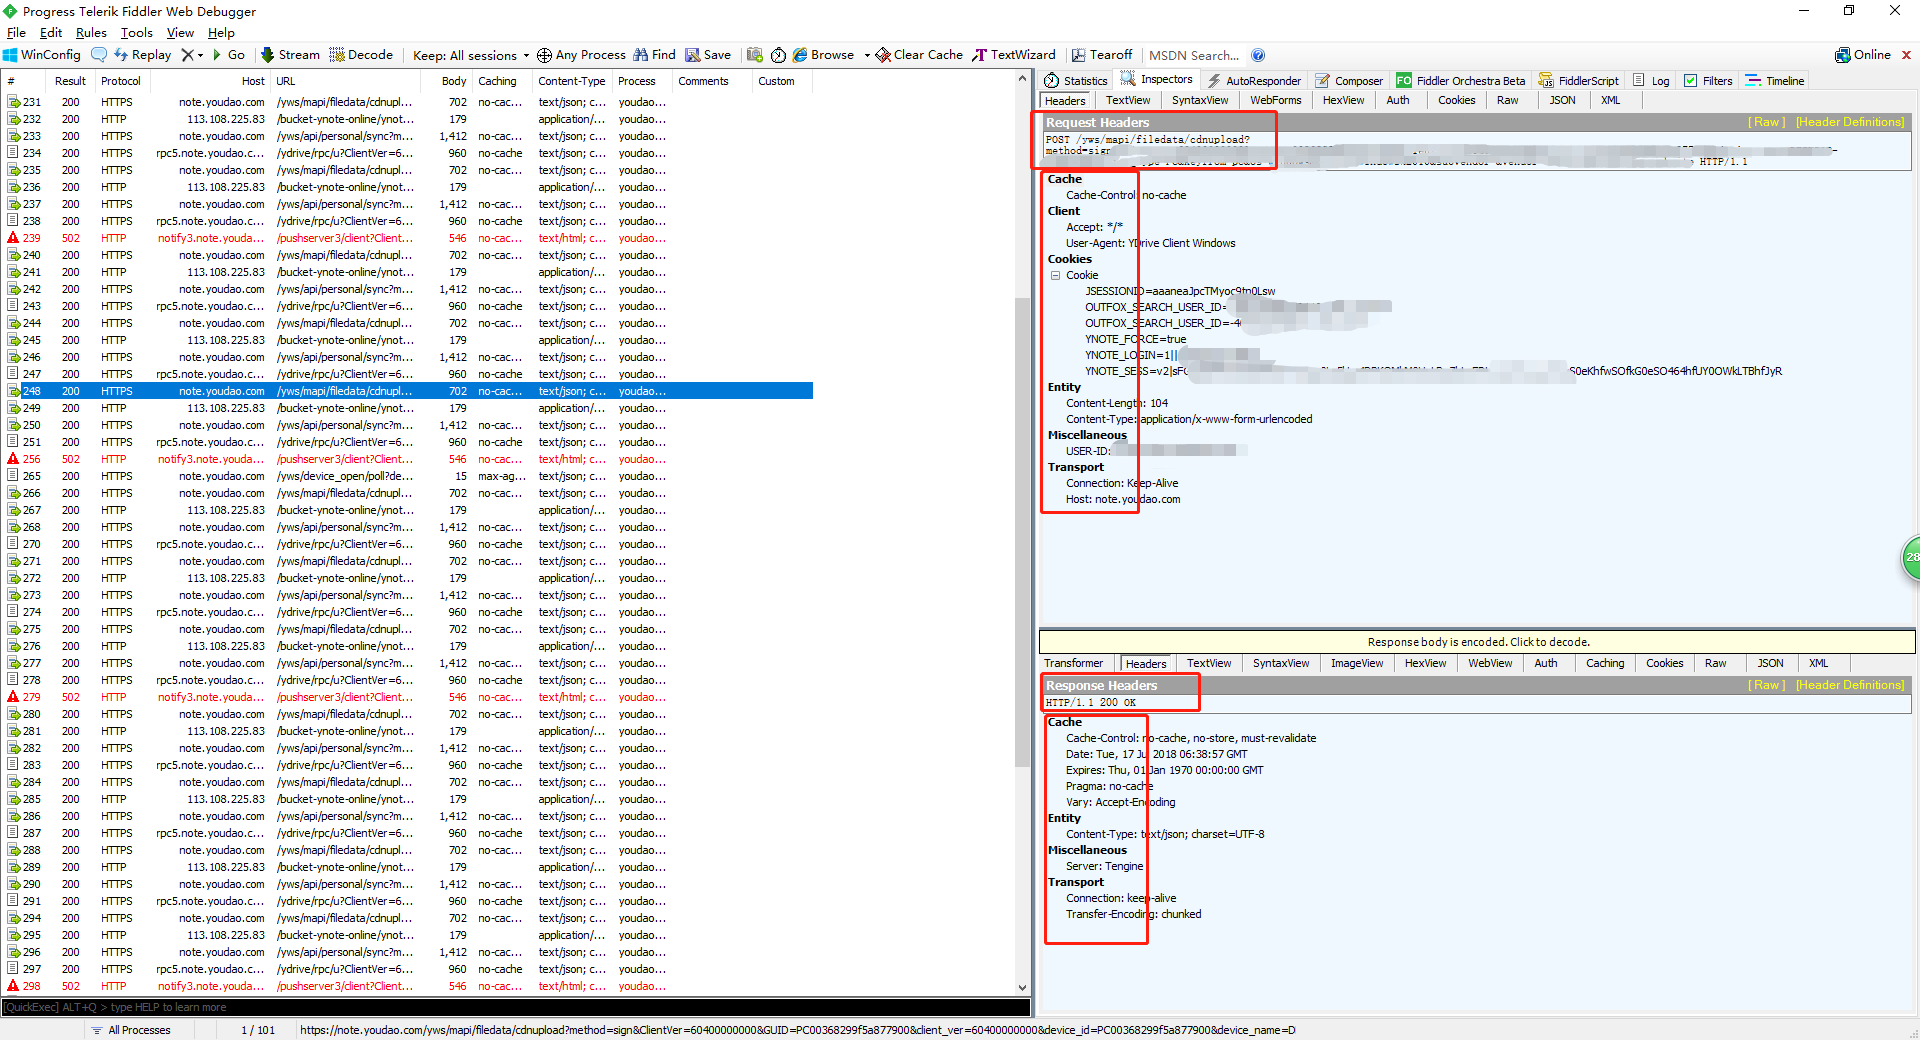 Progress Telerik Fiddler Web Debugger
File Edit Rules Tools View Help
WinConfig Replay Go Stream Decode Keep: All sessions Any Process Find Save Browse Clear Cache TextWizard Tearoff MSDN Search... Online
# Result Protocol Host URL Body Caching Content-Type Process Comments Custom
231 200 HTTPS note.youdao.com /yws/mapi/filedata/cdnupl... 702 no-cac... text/json; c... youdao...
232 200 HTTP 113.108.225.83 /bucket-ynote-online/ynot... 179 application/... youdao...
233 200 HTTPS note.youdao.com /yws/api/personal/sync?m... 1,412 no-cac... text/json; c... youdao...
234 200 HTTPS rpc5.note.youdao.c... /ydrive/rpc/u?ClientVer=6... 960 no-cache text/json; c... youdao...
235 200 HTTPS note.youdao.com /yws/mapi/filedata/cdnupl... 702 no-cac... text/json; c... youdao...
236 200 HTTP 113.108.225.83 /bucket-ynote-online/ynot... 179 application/... youdao...
237 200 HTTPS note.youdao.com /yws/api/personal/sync?m... 1,412 no-cac... text/json; c... youdao...
238 200 HTTPS rpc5.note.youdao.c... /ydrive/rpc/u?ClientVer=6... 960 no-cache text/json; c... youdao...
239 502 HTTP notify3.note.youda... /pushserver3/client?Client... 546 no-cac... text/html; c... youdao...
240 200 HTTPS note.youdao.com /yws/mapi/filedata/cdnupl... 702 no-cac... text/json; c... youdao...
241 200 HTTP 113.108.225.83 /bucket-ynote-online/ynot... 179 application/... youdao...
242 200 HTTPS note.youdao.com /yws/api/personal/sync?m... 1,412 no-cac... text/json; c... youdao...
243 200 HTTPS rpc5.note.youdao.c... /ydrive/rpc/u?ClientVer=6... 960 no-cache text/json; c... youdao...
244 200 HTTPS note.youdao.com /yws/mapi/filedata/cdnupl... 702 no-cac... text/json; c... youdao...
245 200 HTTP 113.108.225.83 /bucket-ynote-online/ynot... 179 application/... youdao...
246 200 HTTPS note.youdao.com /yws/api/personal/sync?m... 1,412 no-cac... text/json; c... youdao...
247 200 HTTPS rpc5.note.youdao.c... /ydrive/rpc/u?ClientVer=6... 960 no-cache text/json; c... youdao...
248 200 HTTPS note.youdao.com /yws/mapi/filedata/cdnupl... 702 no-cac... text/json; c... youdao...
249 200 HTTP 113.108.225.83 /bucket-ynote-online/ynot... 179 application/... youdao...
250 200 HTTPS note.youdao.com /yws/api/personal/sync?m... 1,412 no-cac... text/json; c... youdao...
251 200 HTTPS rpc5.note.youdao.c... /ydrive/rpc/u?ClientVer=6... 960 no-cache text/json; c... youdao...
256 502 HTTP notify3.note.youda... /pushserver3/client?Client... 546 no-cac... text/html; c... youdao...
265 200 HTTPS note.youdao.com /yws/device_open/poll?de... 15 max-ag... text/json; c... youdao...
266 200 HTTPS note.youdao.com /yws/mapi/filedata/cdnupl... 702 no-cac... text/json; c... youdao...
267 200 HTTP 113.108.225.83 /bucket-ynote-online/ynot... 179 application/... youdao...
268 200 HTTPS note.youdao.com /yws/api/personal/sync?m... 1,412 no-cac... text/json; c... youdao...
270 200 HTTPS rpc5.note.youdao.c... /ydrive/rpc/u?ClientVer=6... 960 no-cache text/json; c... youdao...
271 200 HTTPS note.youdao.com /yws/mapi/filedata/cdnupl... 702 no-cac... text/json; c... youdao...
272 200 HTTP 113.108.225.83 /bucket-ynote-online/ynot... 179 application/... youdao...
273 200 HTTPS note.youdao.com /yws/api/personal/sync?m... 1,412 no-cac... text/json; c... youdao...
274 200 HTTPS rpc5.note.youdao.c... /ydrive/rpc/u?ClientVer=6... 960 no-cache text/json; c... youdao...
275 200 HTTPS note.youdao.com /yws/mapi/filedata/cdnupl... 702 no-cac... text/json; c... youdao...
276 200 HTTP 113.108.225.83 /bucket-ynote-online/ynot... 179 application/... youdao...
277 200 HTTPS note.youdao.com /yws/api/personal/sync?m... 1,412 no-cac... text/json; c... youdao...
278 200 HTTPS rpc5.note.youdao.c... /ydrive/rpc/u?ClientVer=6... 960 no-cache text/json; c... youdao...
279 502 HTTP notify3.note.youda... /pushserver3/client?Client... 546 no-cac... text/html; c... youdao...
280 200 HTTPS note.youdao.com /yws/mapi/filedata/cdnupl... 702 no-cac... text/json; c... youdao...
281 200 HTTP 113.108.225.83 /bucket-ynote-online/ynot... 179 application/... youdao...
282 200 HTTPS note.youdao.com /yws/api/personal/sync?m... 1,412 no-cac... text/json; c... youdao...
283 200 HTTPS rpc5.note.youdao.c... /ydrive/rpc/u?ClientVer=6... 960 no-cache text/json; c... youdao...
284 200 HTTPS note.youdao.com /yws/mapi/filedata/cdnupl... 702 no-cac... text/json; c... youdao...
285 200 HTTP 113.108.225.83 /bucket-ynote-online/ynot... 179 application/... youdao...
286 200 HTTPS note.youdao.com /yws/api/personal/sync?m... 1,412 no-cac... text/json; c... youdao...
287 200 HTTPS rpc5.note.youdao.c... /ydrive/rpc/u?ClientVer=6... 960 no-cache text/json; c... youdao...
288 200 HTTPS note.youdao.com /yws/mapi/filedata/cdnupl... 702 no-cac... text/json; c... youdao...
289 200 HTTP 113.108.225.83 /bucket-ynote-online/ynot... 179 application/... youdao...
290 200 HTTPS note.youdao.com /yws/api/personal/sync?m... 1,412 no-cac... text/json; c... youdao...
291 200 HTTPS rpc5.note.youdao.c... /ydrive/rpc/u?ClientVer=6... 960 no-cache text/json; c... youdao...
294 200 HTTPS note.youdao.com /yws/mapi/filedata/cdnupl... 702 no-cac... text/json; c... youdao...
295 200 HTTP 113.108.225.83 /bucket-ynote-online/ynot... 179 application/... youdao...
296 200 HTTPS note.youdao.com /yws/api/personal/sync?m... 1,412 no-cac... text/json; c... youdao...
297 200 HTTPS rpc5.note.youdao.c... /ydrive/rpc/u?ClientVer=6... 960 no-cache text/json; c... youdao...
298 502 HTTP notify3.note.youda... /pushserver3/client?Client... 546 no-cac... text/html; c... youdao...
[QuickExec] ALT+Q > type HELP to learn more
All Processes 1 / 101 https://note.youdao.com/yws/mapi/filedata/cdnupload?method=sign&ClientVer=60400000000&GUID=PC00368299f5a877900&client_ver=60400000000&device_id=PC00368299f5a877900&device_name=D
Statistics Inspectors AutoResponder Composer FO Fiddler Orchestra Beta FiddlerScript Log Filters Timeline
Headers TextView SyntaxView WebForms HexView Auth Cookies Raw JSON XML
Request Headers [ Raw ] [Header Definitions]
POST /yws/mapi/filedata/cdnupload?
method=sign
HTTP/1.1
Cache
Cache-Control: no-cache
Client
Accept: */*
User-Agent: YDrive Client Windows
Cookies
Cookie
JSESSIONID=aaaneaJpcTMyoc9tn0Lsw
OUTFOX_SEARCH_USER_ID=
OUTFOX_SEARCH_USER_ID=-4
YNOTE_FORCE=true
YNOTE_LOGIN=1||
YNOTE_SESS=v2|sF S0eKhfwSOfkG0eSO464hfUY0OWkLTBhfJyR
Entity
Content-Length: 104
Content-Type: application/x-www-form-urlencoded
Miscellaneous
USER-ID:
Transport
Connection: Keep-Alive
Host: note.youdao.com
28
Response body is encoded. Click to decode.
Transformer Headers TextView SyntaxView ImageView HexView WebView Auth Caching Cookies Raw JSON XML
Response Headers [ Raw ] [Header Definitions]
HTTP/1.1 200 OK
Cache
Cache-Control: no-cache, no-store, must-revalidate
Date: Tue, 17 Jul 2018 06:38:57 GMT
Expires: Thu, 01 Jan 1970 00:00:00 GMT
Pragma: no-cache
Vary: Accept-Encoding
Entity
Content-Type: text/json; charset=UTF-8
Miscellaneous
Server: Tengine
Transport
Connection: keep-alive
Transfer-Encoding: chunked